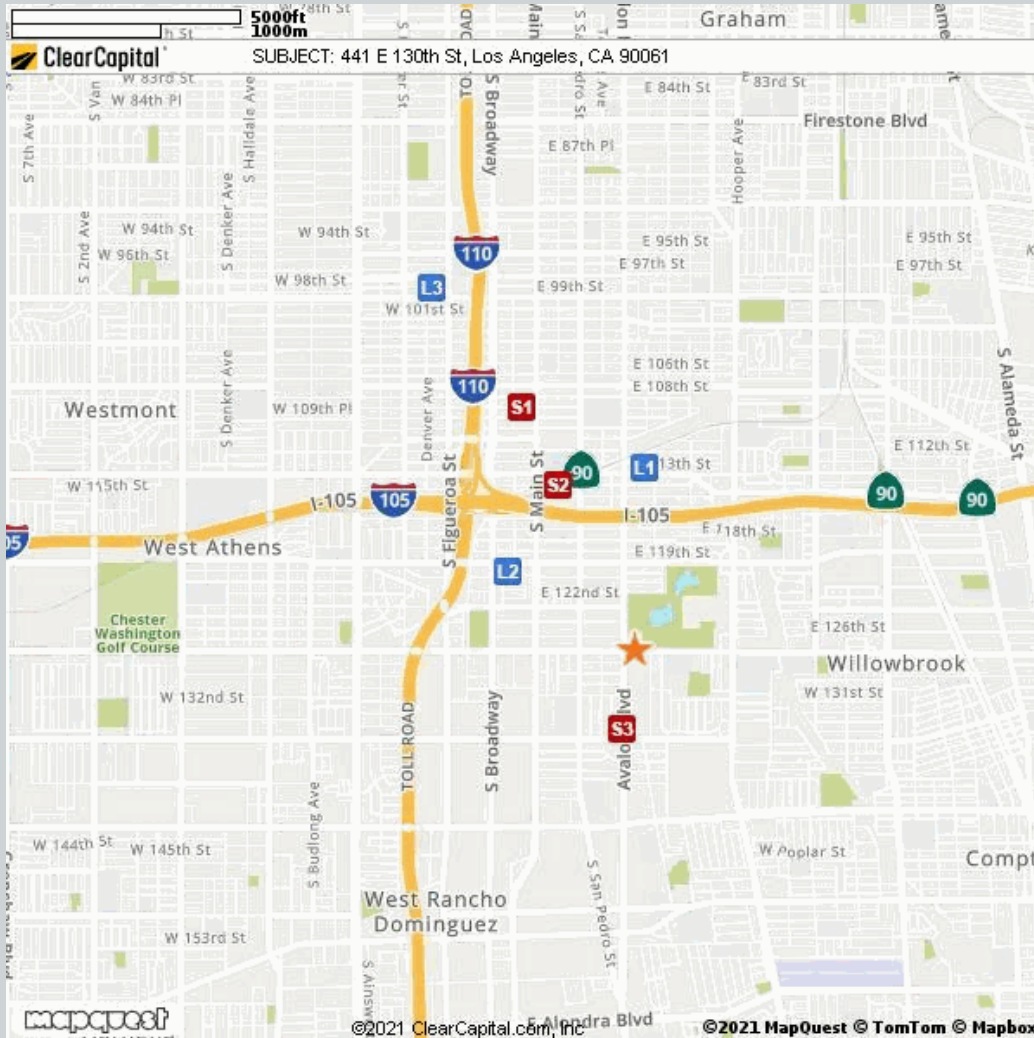 5000ft
1000m
ClearCapital
SUBJECT: 441 E 130th St, Los Angeles, CA 90061
Graham
W 83rd St
W 84th Pl
E 84th St
E 83rd St
Firestone Blvd
S Van
S 7th Ave
S Halldale Ave
S Broadway
E 87th Pl
Hooper Ave
S 2nd Ave
S Denker Ave
W 94th St
W 94th St
W 96th St
E 95th St
E 95th St
110
E 97th St
E 97th St
W 98th St
L3
E 99th St
W 101st St
S Denker Ave
E 106th St
110
E 108th St
S Alameda St
Westmont
W 109th Pl
Denver Ave
S1
E 112th St
S Figueroa St
S Main St
90
L1
13th St
W 115th St
S2
I-105
105
90
90
I-105
E 118th St
West Athens
E 119th St
L2
E 122nd St
Chester
Washington
Golf Course
E 126th St
Willowbrook
W 132nd St
W 131st St
TOLL ROAD
S Broadway
S3
S Budlong Ave
W 144th St
W 145th St
W Poplar St
Compt
S San Pedro St
West Rancho
Dominguez
W 153rd St
S Ainsw
E Alondra Blvd
mapquest
©2021 ClearCapital.com, Inc
©2021 MapQuest © TomTom © Mapbox